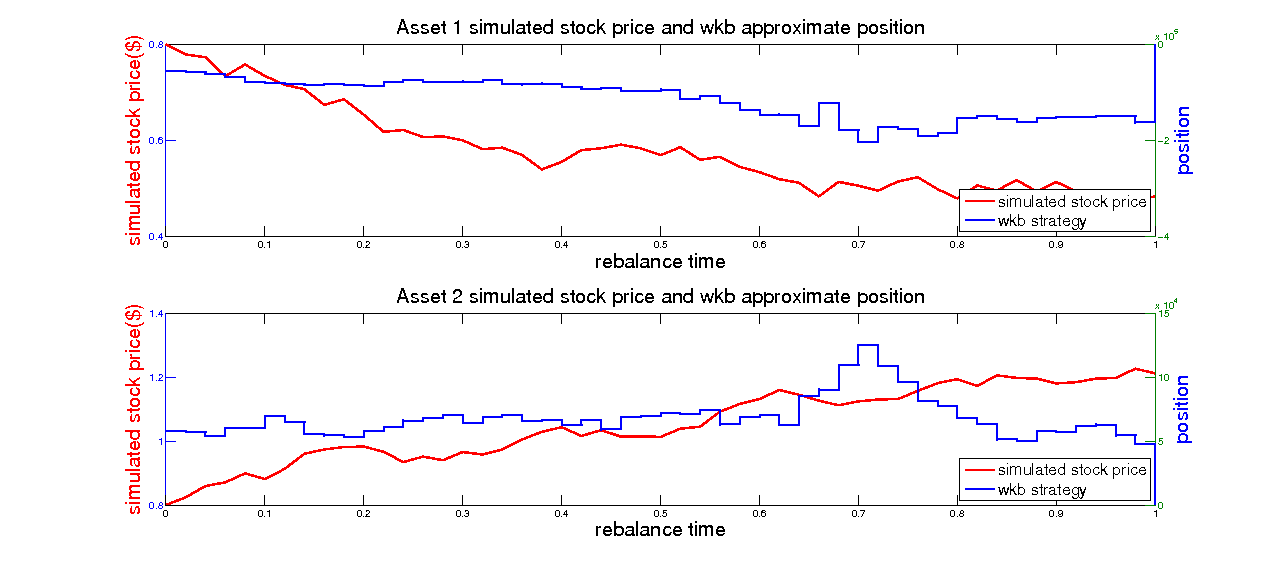 Asset 1 simulated stock price and wkb approximate position
x 10^5
0.8
0.6
0.4
0
-2
-4
simulated stock price($)
position
simulated stock price
wkb strategy
0 0.1 0.2 0.3 0.4 0.5 0.6 0.7 0.8 0.9 1
rebalance time
Asset 2 simulated stock price and wkb approximate position
x 10^4
1.4
1.2
1
0.8
15
10
5
0
simulated stock price($)
position
simulated stock price
wkb strategy
0 0.1 0.2 0.3 0.4 0.5 0.6 0.7 0.8 0.9 1
rebalance time